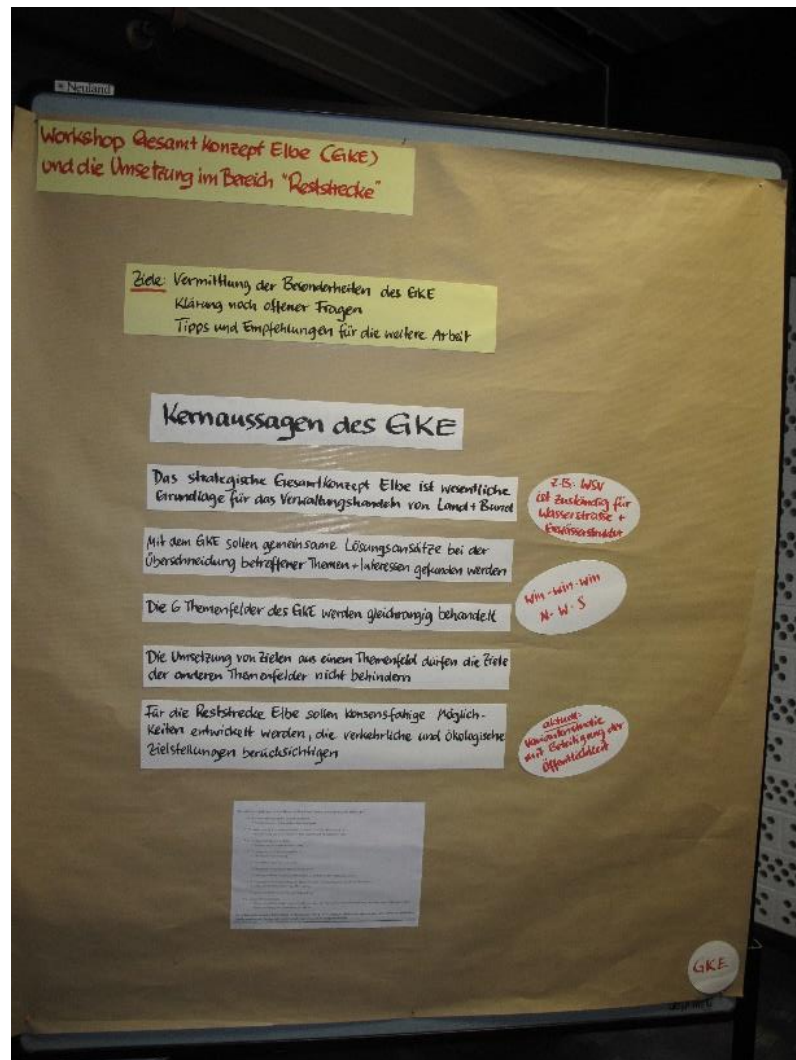 Neuland
Workshop Gesamtkonzept Elbe (GKE)
und die Umsetzung im Bereich "Reststrecke"
Ziele: Vermittlung der Besonderheiten des GKE
Klärung noch offener Fragen
Tipps und Empfehlungen für die weitere Arbeit
Kernaussagen des GKE
Das strategische Gesamtkonzept Elbe ist wesentliche
Grundlage für das Verwaltungshandeln von Land+Bund
z.B.: WSV
ist zuständig für
Wasserstrasse +
Gewässerstruktur
Mit dem GKE sollen gemeinsame Lösungsansätze bei der
Überschneidung betroffener Themen+Interessen gefunden werden
Die 6 Themenfelder des GKE werden gleichrangig behandelt
win-win-win
N-W-S
Die Umsetzung von Zielen aus einem Themenfeld dürfen die Ziele
der anderen Themenfelder nicht behindern
Für die Reststrecke Elbe sollen konsensfähige Möglich-
keiten entwickelt werden, die verkehrliche und ökologische
Zielstellungen berücksichtigen
aktuell:
Variantenstudie
mit Beteiligung der
Öffentlichkeit
GKE